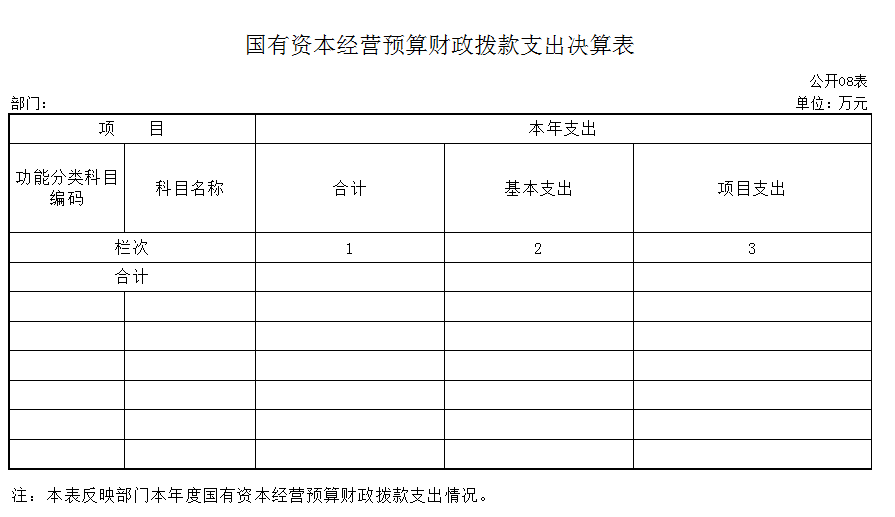 国有资本经营预算财政拨款支出决算表
公开08表
部门： 单位：万元
项 目 本年支出
功能分类科目
编码 科目名称 合计 基本支出 项目支出
栏次 1 2 3
合计
注：本表反映部门本年度国有资本经营预算财政拨款支出情况。